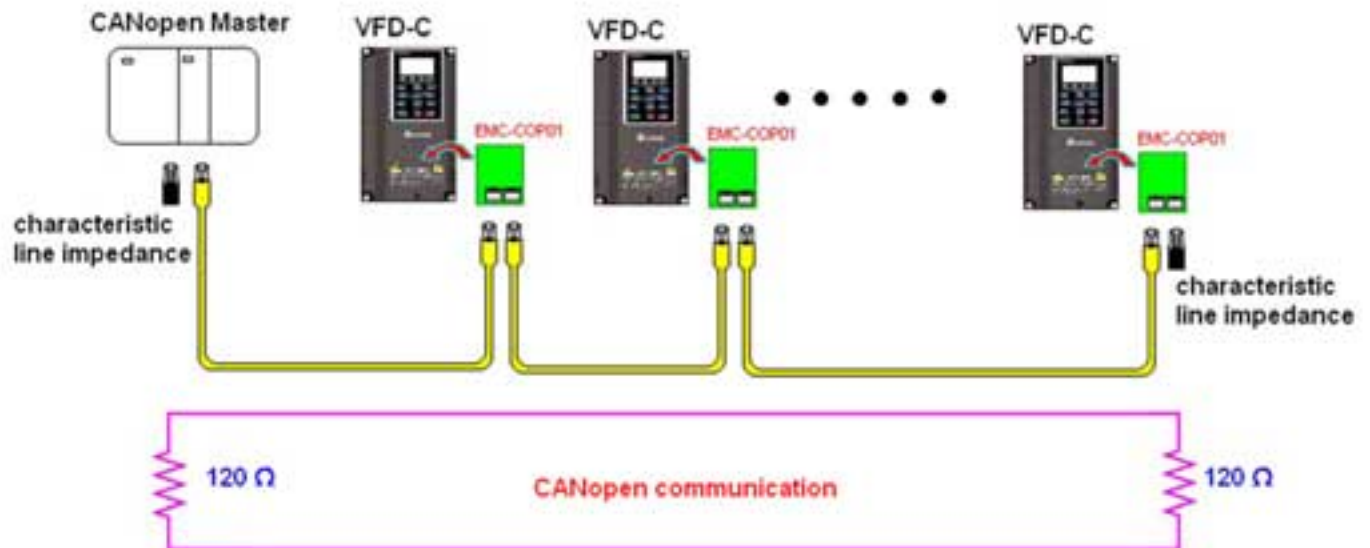 CANopen Master
VFD-C
VFD-C
VFD-C
EMC-COP01
EMC-COP01
EMC-COP01
characteristic
line impedance
characteristic
line impedance
120 Ω
CANopen communication
120 Ω